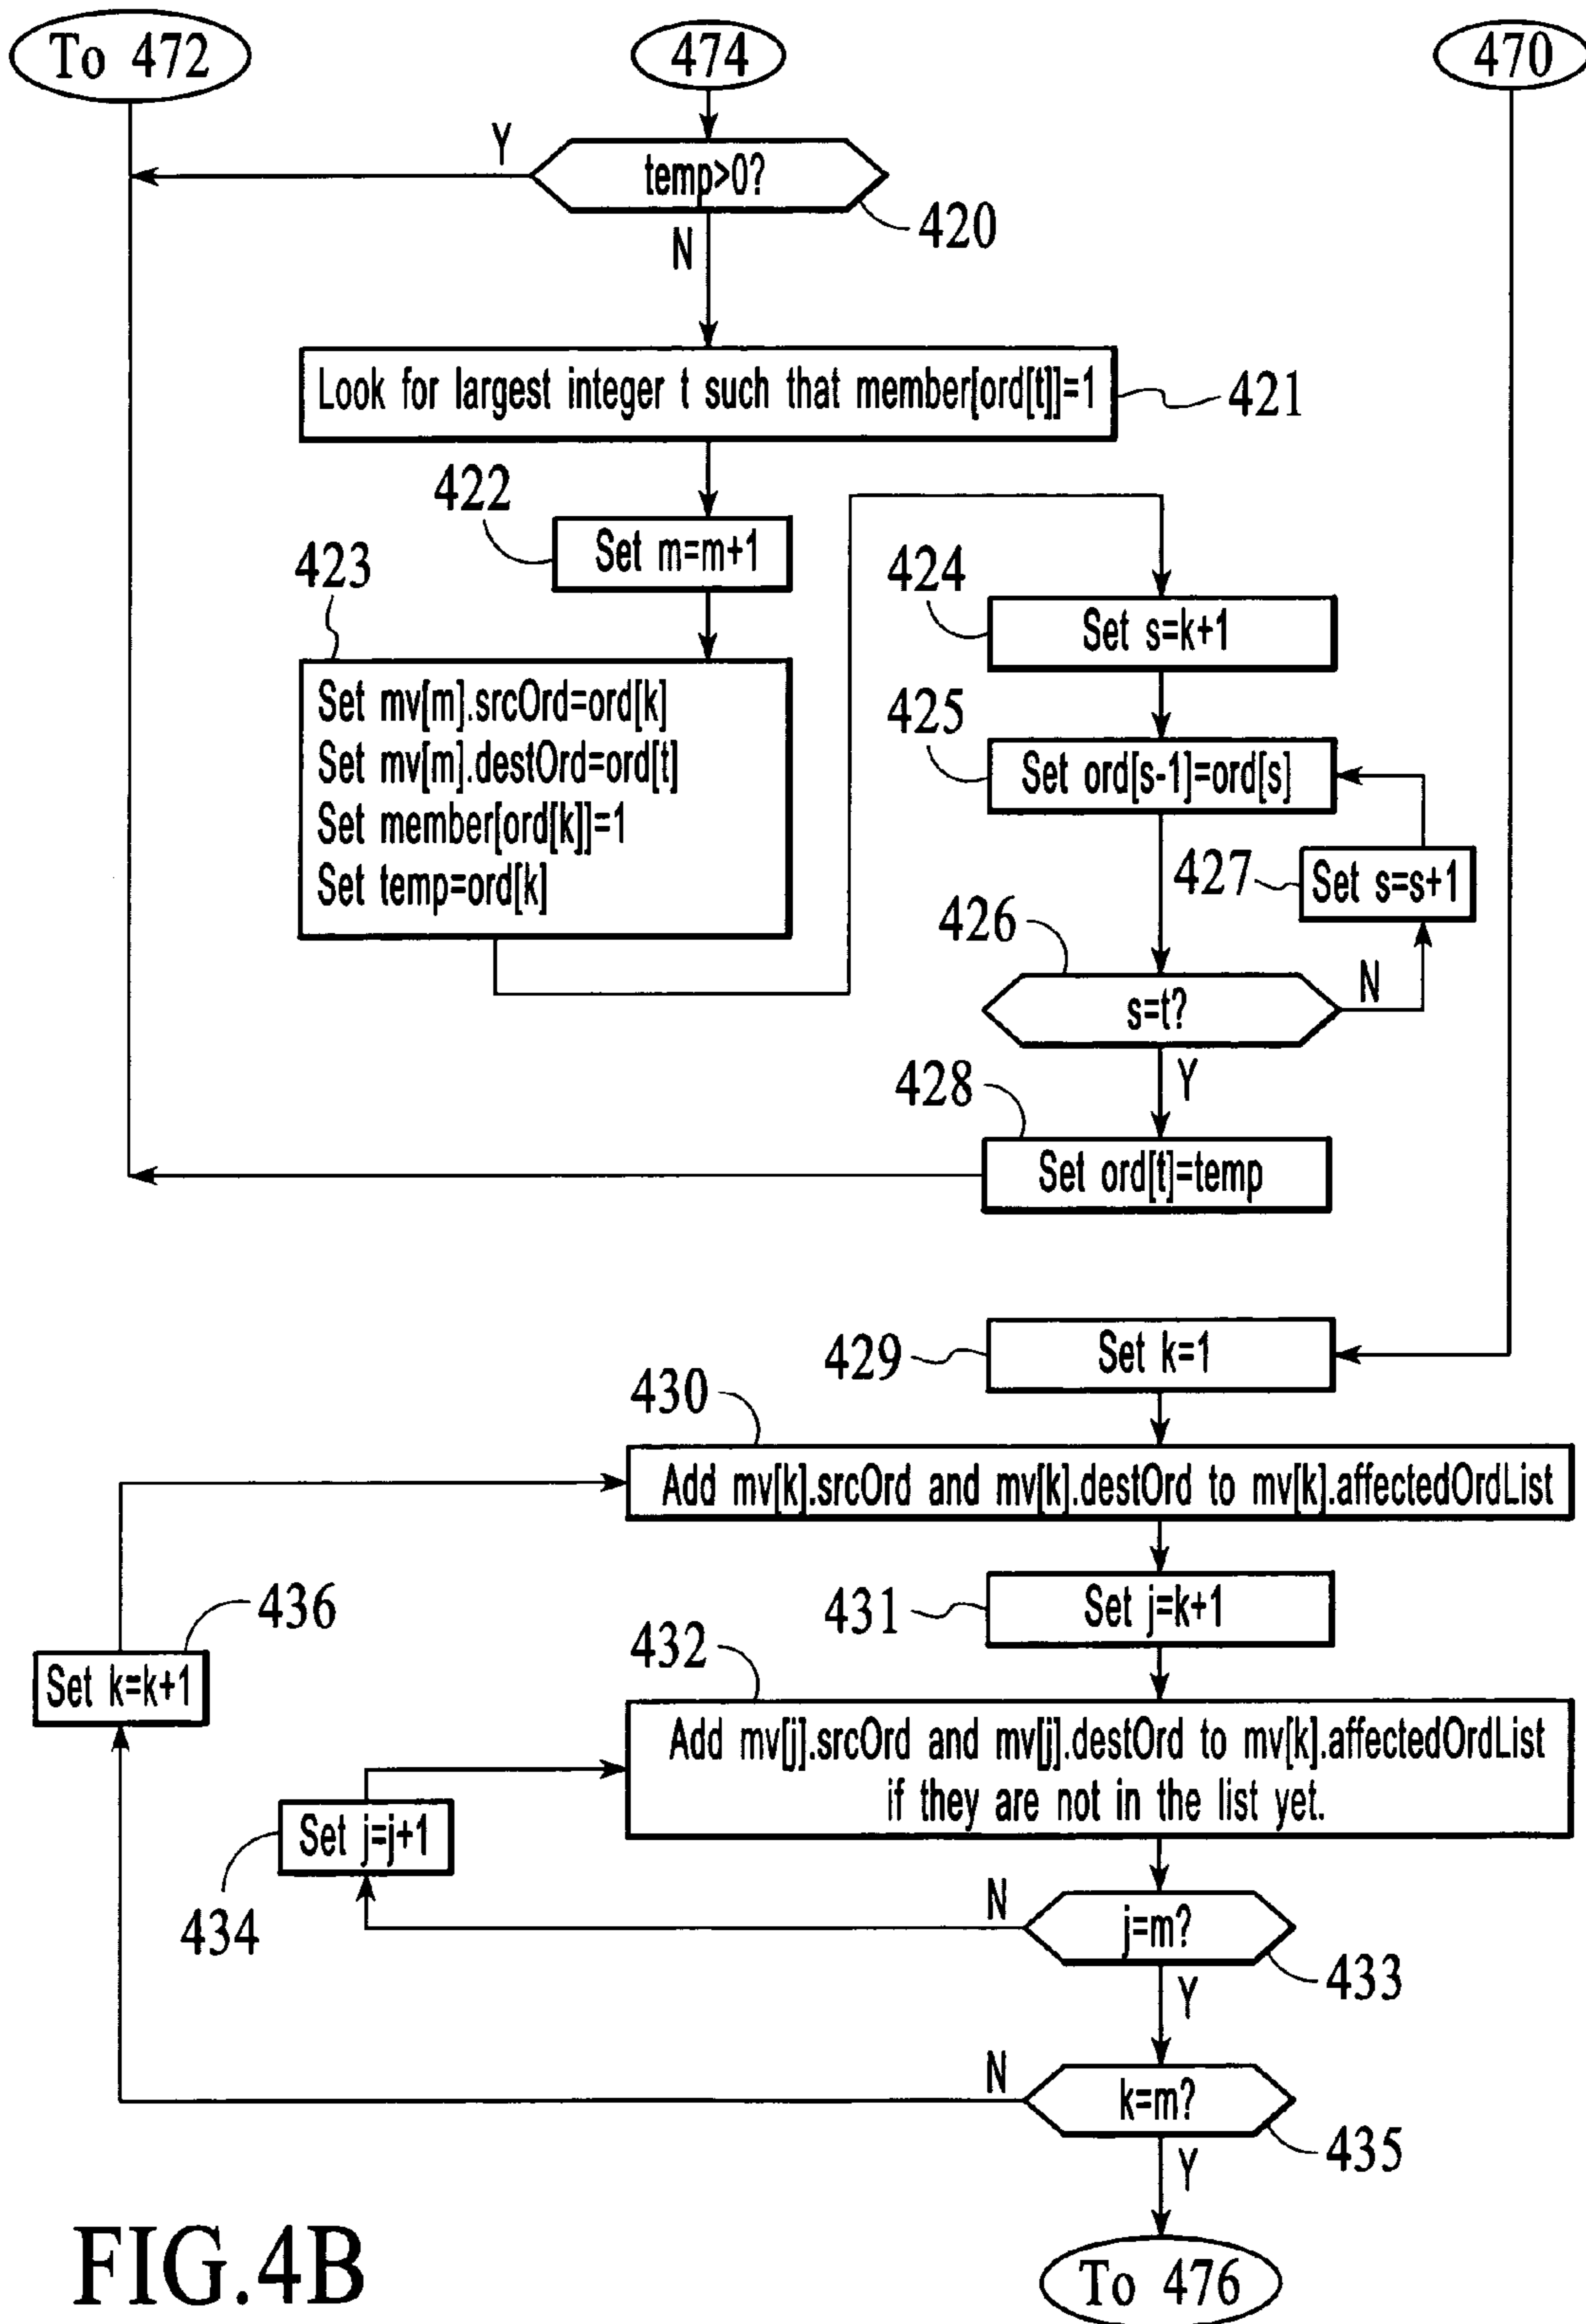 To 472
474
470
Y
temp>0?
420
N
Look for largest integer t such that member[ord[t]]=1
421
422
Set m=m+1
423
Set mv[m].srcOrd=ord[k]
Set mv[m].destOrd=ord[t]
Set member[ord[k]]=1
Set temp=ord[k]
424
Set s=k+1
425
Set ord[s-1]=ord[s]
427
Set s=s+1
426
s=t?
N
Y
428
Set ord[t]=temp
429
Set k=1
430
Add mv[k].srcOrd and mv[k].destOrd to mv[k].affectedOrdList
431
Set j=k+1
436
Set k=k+1
432
Add mv[j].srcOrd and mv[j].destOrd to mv[k].affectedOrdList
if they are not in the list yet.
Set j=j+1
434
N
j=m?
433
Y
N
k=m?
435
Y
To 476
FIG.4B